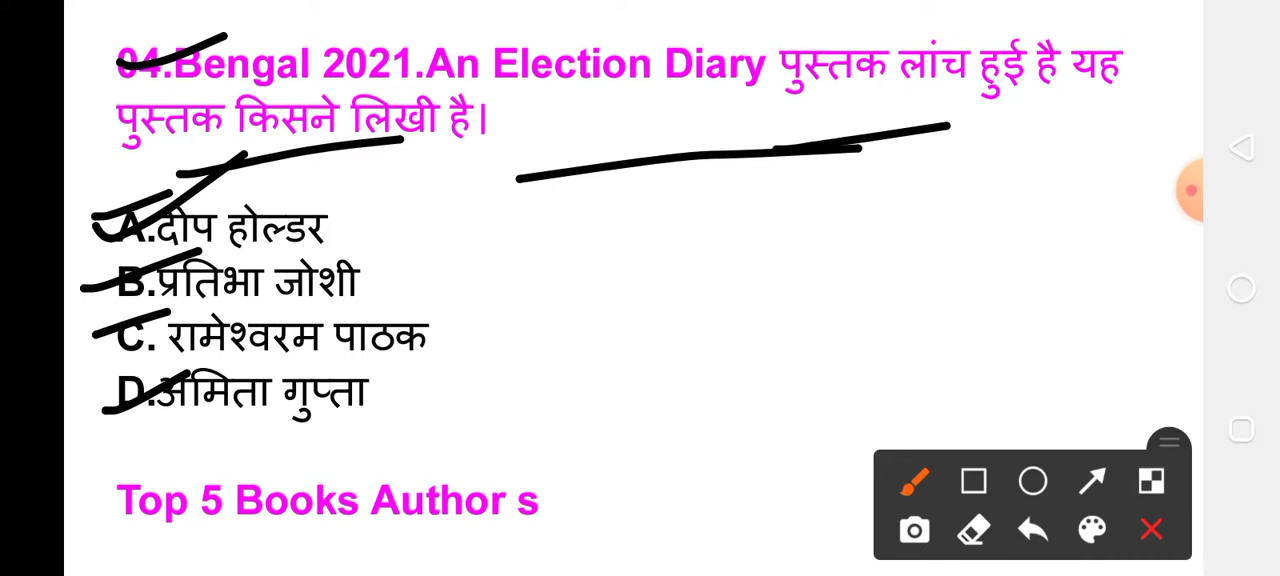 04.Bengal 2021.An Election Diary पुस्तक लांच हुई है यह
पुस्तक किसने लिखी है।
A.दीप होल्डर
B.प्रतिभा जोशी
C. रामेश्वरम पाठक
D.अमिता गुप्ता
Top 5 Books Author s